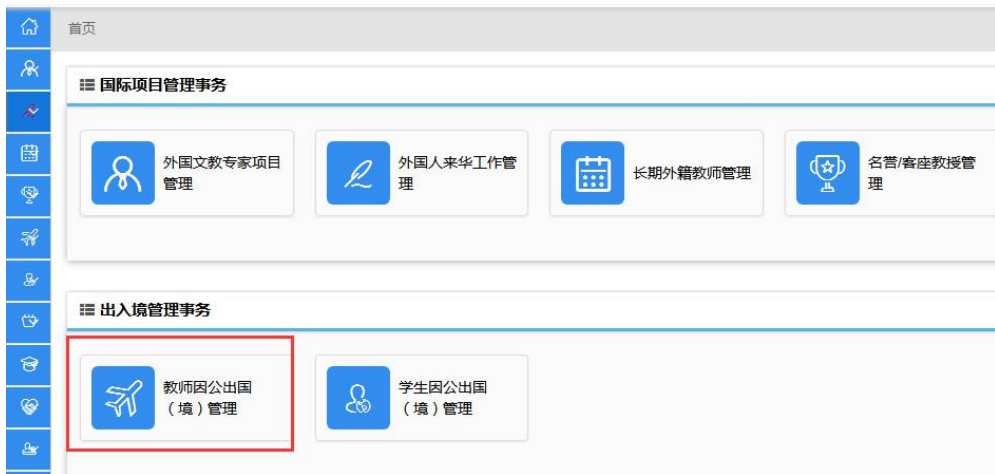 首页
国际项目管理事务
外国文教专家项目
管理
外国人来华工作管
理
长期外籍教师管理
名誉/客座教授管
理
出入境管理事务
教师因公出国
（境）管理
学生因公出国
（境）管理